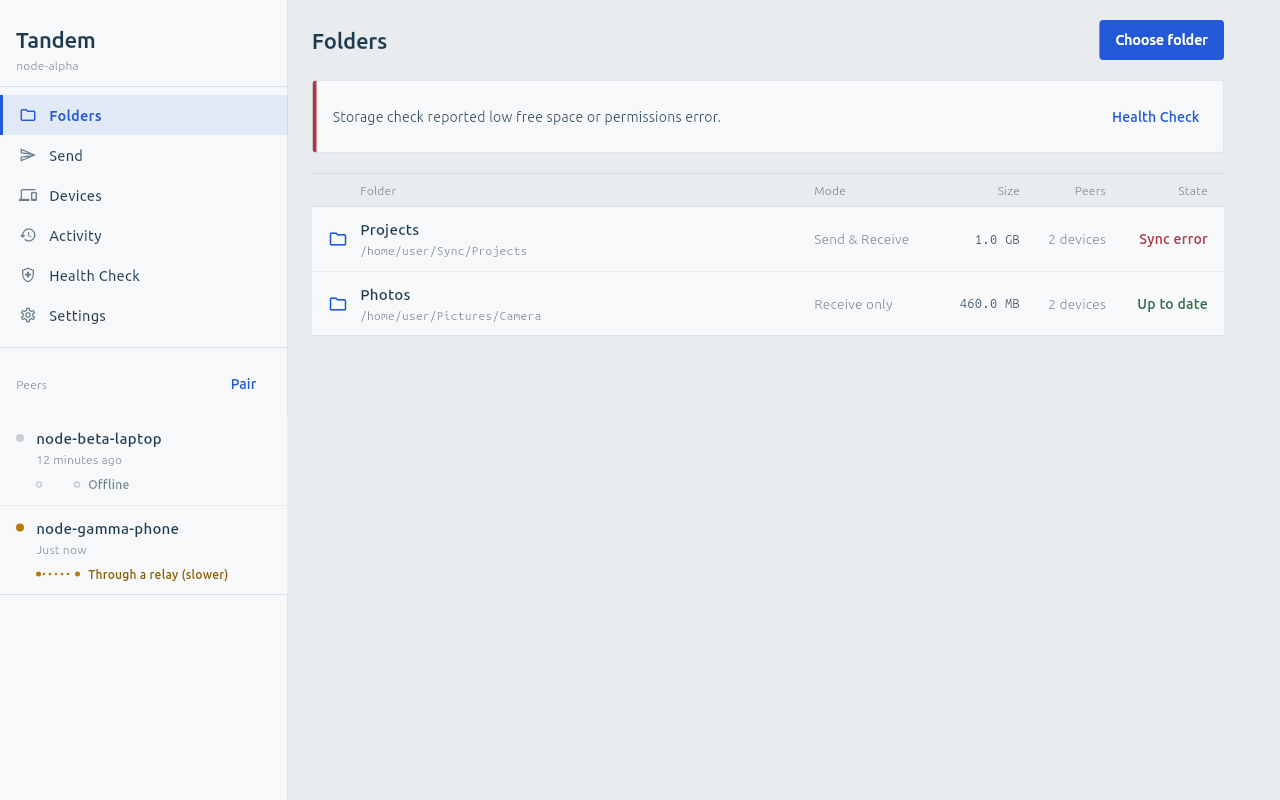 Tandem
node-alpha
Folders
Send
Devices
Activity
Health Check
Settings
Peers
Pair
node-beta-laptop
12 minutes ago
Offline
node-gamma-phone
Just now
Through a relay (slower)
Folders
Choose folder
Storage check reported low free space or permissions error.
Health Check
Folder Mode Size Peers State
Projects
/home/user/Sync/Projects
Send & Receive 1.0 GB 2 devices Sync error
Photos
/home/user/Pictures/Camera
Receive only 460.0 MB 2 devices Up to date